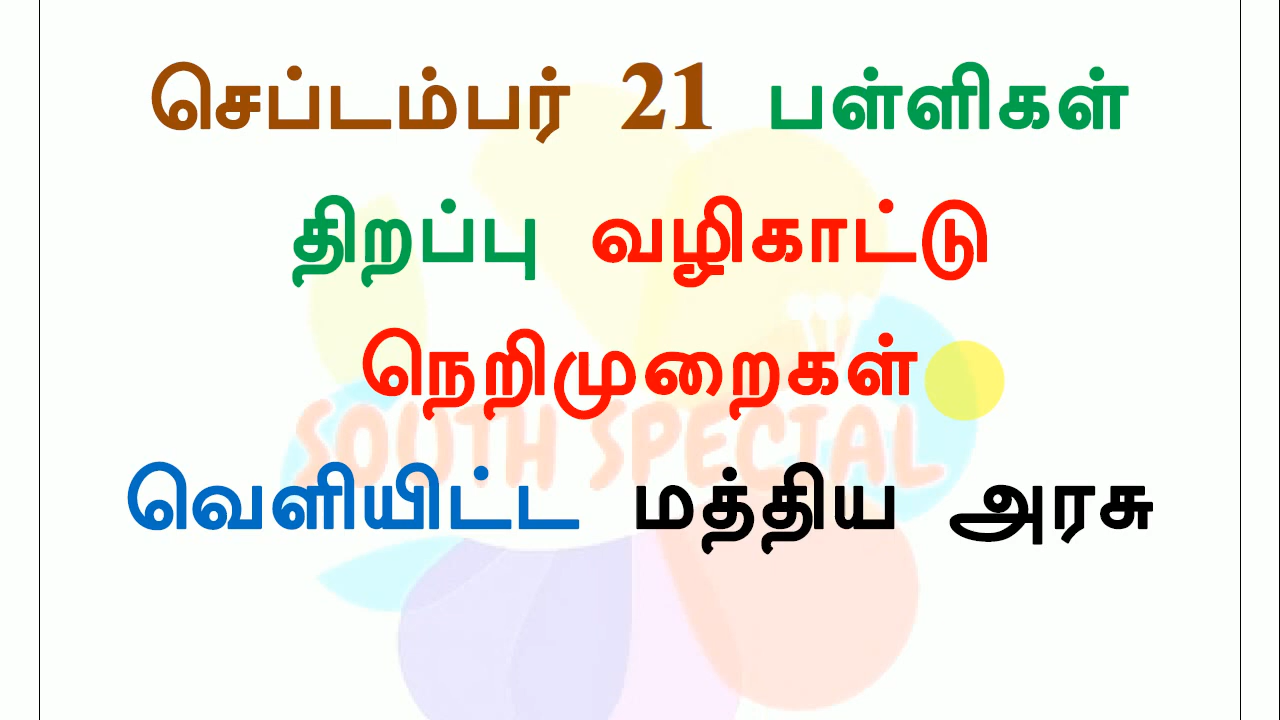 செப்டம்பர் 21 பள்ளிகள்
திறப்பு வழிகாட்டு
நெறிமுறைகள்
SOUTH SPECIAL
வெளியிட்ட மத்திய அரசு